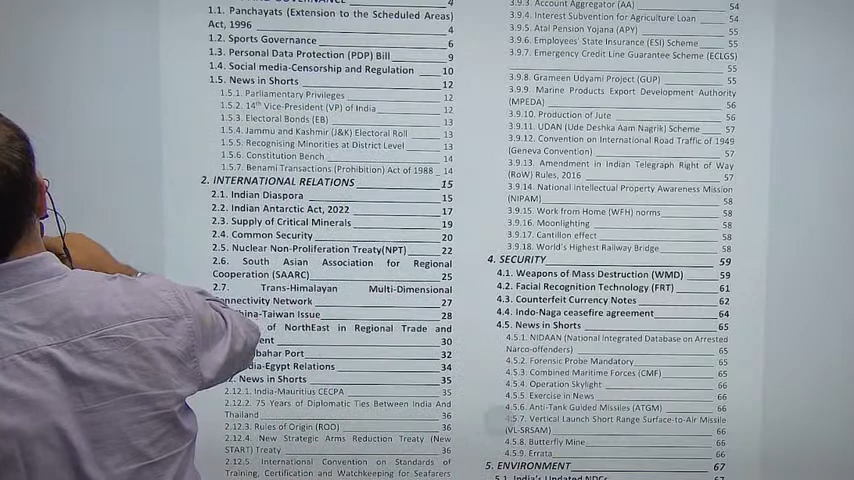 4
1.1. Panchayats (Extension to the Scheduled Areas)
Act, 1996 4
1.2. Sports Governance 6
1.3. Personal Data Protection (PDP) Bill 9
1.4. Social media-Censorship and Regulation 10
1.5. News in Shorts 12
1.5.1. Parliamentary Privileges 12
1.5.2. 14th Vice-President (VP) of India 12
1.5.3. Electoral Bonds (EB) 13
1.5.4. Jammu and Kashmir (J&K) Electoral Roll 13
1.5.5. Recognising Minorities at District Level 13
1.5.6. Constitution Bench 14
1.5.7. Benami Transactions (Prohibition) Act of 1988 14
2. INTERNATIONAL RELATIONS 15
2.1. Indian Diaspora 15
2.2. Indian Antarctic Act, 2022 17
2.3. Supply of Critical Minerals 19
2.4. Common Security 20
2.5. Nuclear Non-Proliferation Treaty(NPT) 22
2.6. South Asian Association for Regional
Cooperation (SAARC) 25
2.7. Trans-Himalayan Multi-Dimensional
onnectivity Network 27
hina-Taiwan Issue 28
of NorthEast in Regional Trade and
ent 30
abahar Port 32
dia-Egypt Relations 34
2. News in Shorts 35
2.12.1. India-Mauritius CECPA 35
2.12.2. 75 Years of Diplomatic Ties Between India And
Thailand 36
2.12.3. Rules of Origin (ROO) 36
2.12.4. New Strategic Arms Reduction Treaty (New
START) Treaty 36
2.12.5. International Convention on Standards of
Training, Certification and Watchkeeping for Seafarers
3.9.3. Account Aggregator (AA) 54
3.9.4. Interest Subvention for Agriculture Loan 54
3.9.5. Atal Pension Yojana (APY) 55
3.9.6. Employees' State Insurance (ESI) Scheme 55
3.9.7. Emergency Credit Line Guarantee Scheme (ECLGS)
55
3.9.8. Grameen Udyami Project (GUP) 55
3.9.9. Marine Products Export Development Authority
(MPEDA) 56
3.9.10. Production of Jute 56
3.9.11. UDAN (Ude Deshka Aam Nagrik) Scheme 57
3.9.12. Convention on International Road Traffic of 1949
(Geneva Convention) 57
3.9.13. Amendment in Indian Telegraph Right of Way
(RoW) Rules, 2016 57
3.9.14. National Intellectual Property Awareness Mission
(NIPAM) 58
3.9.15. Work from Home (WFH) norms 58
3.9.16. Moonlighting 58
3.9.17. Cantillon effect 58
3.9.18. World's Highest Railway Bridge 58
4. SECURITY 59
4.1. Weapons of Mass Destruction (WMD) 59
4.2. Facial Recognition Technology (FRT) 61
4.3. Counterfeit Currency Notes 62
4.4. Indo-Naga ceasefire agreement 64
4.5. News in Shorts 65
4.5.1. NIDAAN (National Integrated Database on Arrested
Narco-offenders) 65
4.5.2. Forensic Probe Mandatory 65
4.5.3. Combined Maritime Forces (CMF) 65
4.5.4. Operation Skylight 66
4.5.5. Exercise in News 66
4.5.6. Anti-Tank Guided Missiles (ATGM) 66
4.5.7. Vertical Launch Short Range Surface-to-Air Missile
(VL-SRSAM) 66
4.5.8. Butterfly Mine 66
4.5.9. Errata 66
5. ENVIRONMENT 67
5.1. India's Updated NDCs